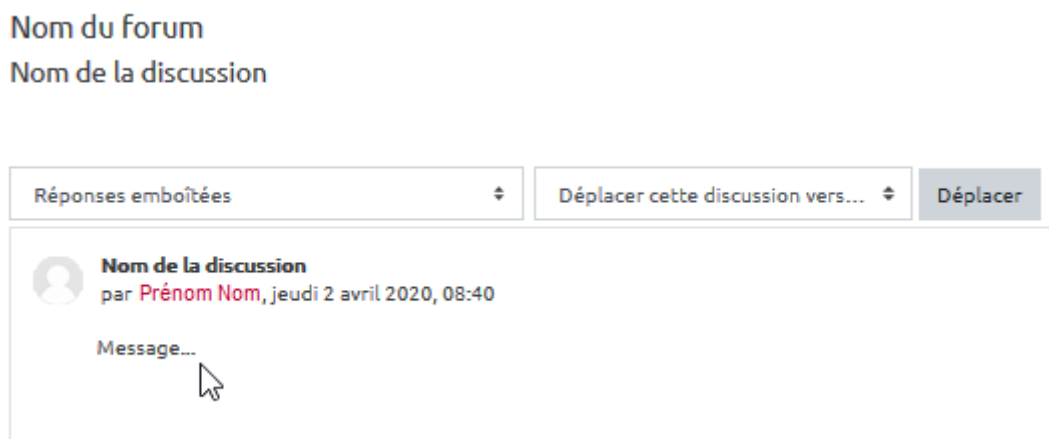 Nom du forum
Nom de la discussion
Réponses emboîtées
Déplacer cette discussion vers...
Déplacer
Nom de la discussion
par Prénom Nom, jeudi 2 avril 2020, 08:40
Message...